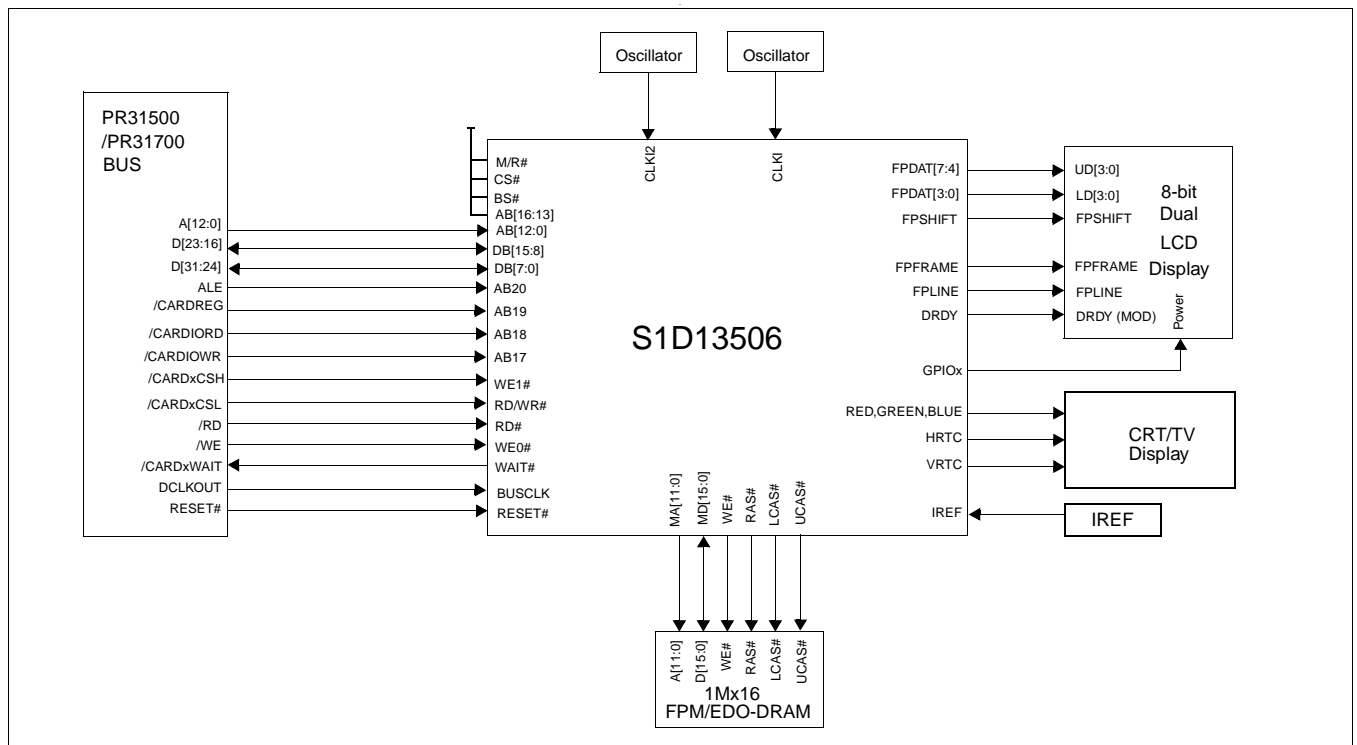 Oscillator
Oscillator
PR31500
/PR31700
BUS
A[12:0]
D[23:16]
D[31:24]
ALE
/CARDREG
/CARDIORD
/CARDIOWR
/CARDxCSH
/CARDxCSL
/RD
/WE
/CARDxWAIT
DCLKOUT
RESET#
M/R#
CS#
BS#
AB[16:13]
AB[12:0]
DB[15:8]
DB[7:0]
AB20
AB19
AB18
AB17
WE1#
RD/WR#
RD#
WE0#
WAIT#
BUSCLK
RESET#
CLKI2
CLKI
S1D13506
FPDAT[7:4]
FPDAT[3:0]
FPSHIFT
FPFRAME
FPLINE
DRDY
GPIOx
RED,GREEN,BLUE
HRTC
VRTC
IREF
UD[3:0]
LD[3:0]
FPSHIFT
FPFRAME
FPLINE
DRDY (MOD)
8-bit
Dual
LCD
Display
Power
CRT/TV
Display
IREF
MA[11:0]
MD[15:0]
WE#
RAS#
LCAS#
UCAS#
A[11:0]
D[15:0]
WE#
RAS#
LCAS#
UCAS#
1Mx16
FPM/EDO-DRAM